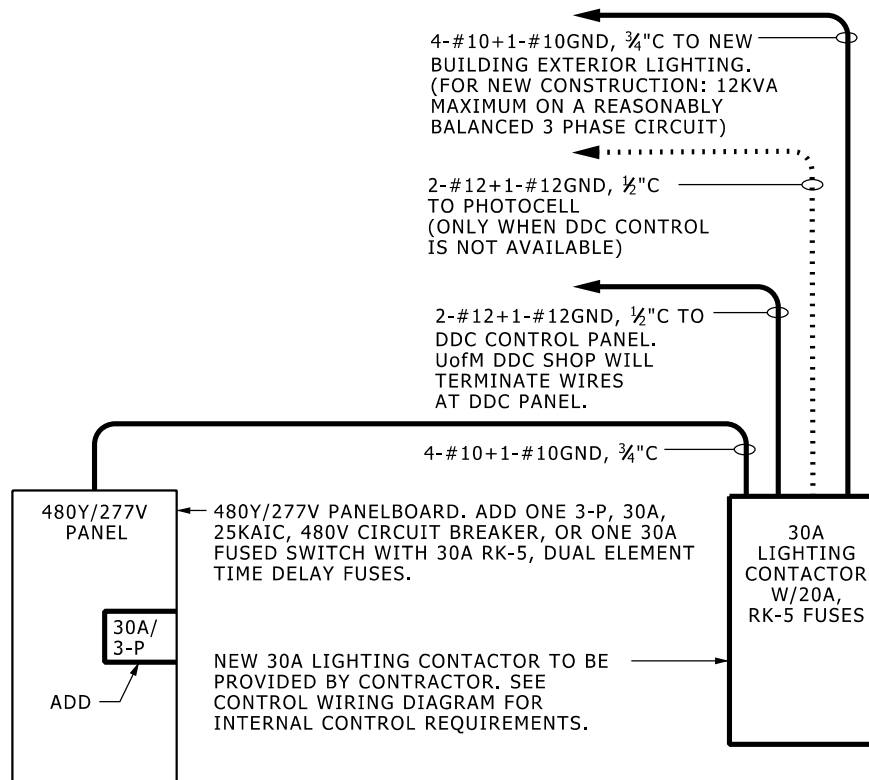 4-#10+1-#10GND, ¾"C TO NEW
BUILDING EXTERIOR LIGHTING.
(FOR NEW CONSTRUCTION: 12KVA
MAXIMUM ON A REASONABLY
BALANCED 3 PHASE CIRCUIT)
2-#12+1-#12GND, ½"C
TO PHOTOCELL
(ONLY WHEN DDC CONTROL
IS NOT AVAILABLE)
2-#12+1-#12GND, ½"C TO
DDC CONTROL PANEL.
UofM DDC SHOP WILL
TERMINATE WIRES
AT DDC PANEL.
4-#10+1-#10GND, ¾"C
480Y/277V
PANEL
480Y/277V PANELBOARD. ADD ONE 3-P, 30A,
25KAIC, 480V CIRCUIT BREAKER, OR ONE 30A
FUSED SWITCH WITH 30A RK-5, DUAL ELEMENT
TIME DELAY FUSES.
30A
LIGHTING
CONTACTOR
W/20A,
RK-5 FUSES
30A/
3-P
ADD
NEW 30A LIGHTING CONTACTOR TO BE
PROVIDED BY CONTRACTOR. SEE
CONTROL WIRING DIAGRAM FOR
INTERNAL CONTROL REQUIREMENTS.